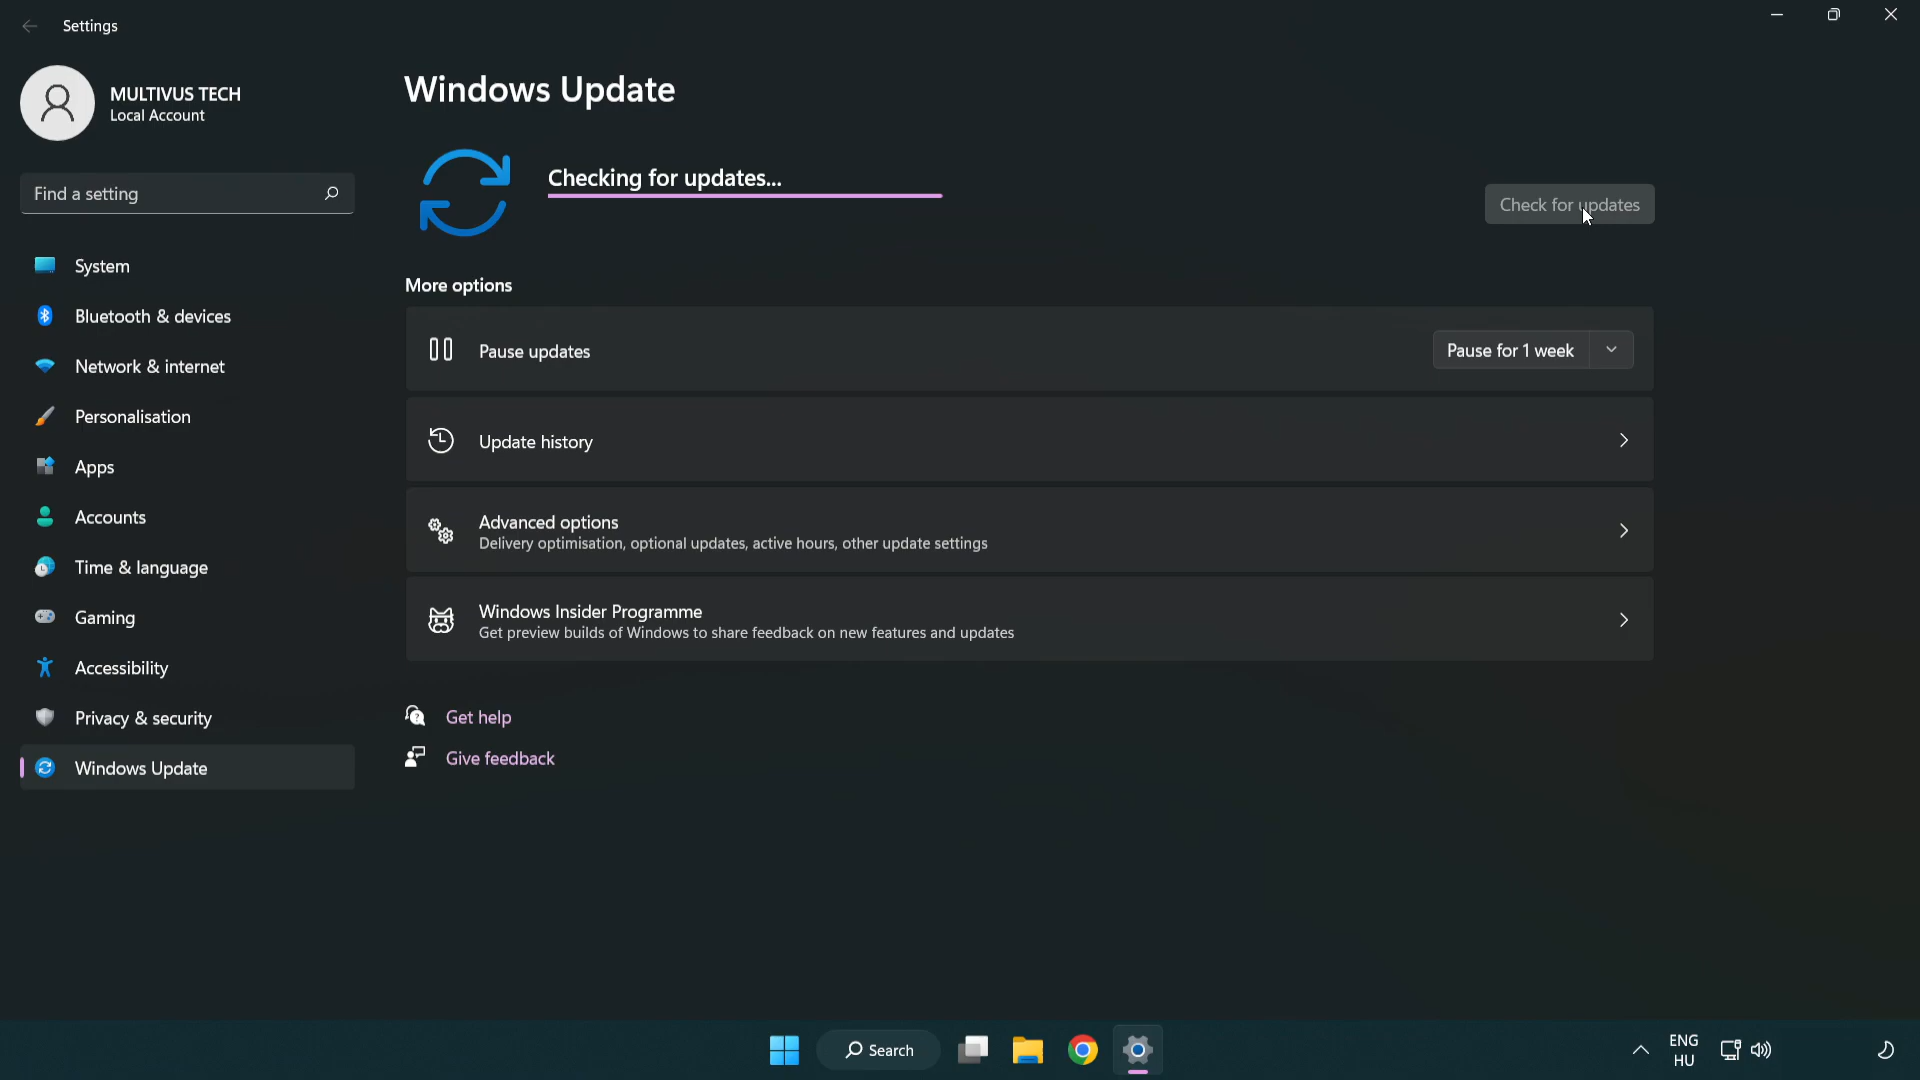 Settings
MULTIVUS TECH
Local Account
Find a setting
System
Bluetooth & devices
Network & internet
Personalisation
Apps
Accounts
Time & language
Gaming
Accessibility
Privacy & security
Windows Update
Windows Update
Checking for updates...
Check for updates
More options
Pause updates
Pause for 1 week
Update history
Advanced options
Delivery optimisation, optional updates, active hours, other update settings
Windows Insider Programme
Get preview builds of Windows to share feedback on new features and updates
Get help
Give feedback
Search
ENG
HU